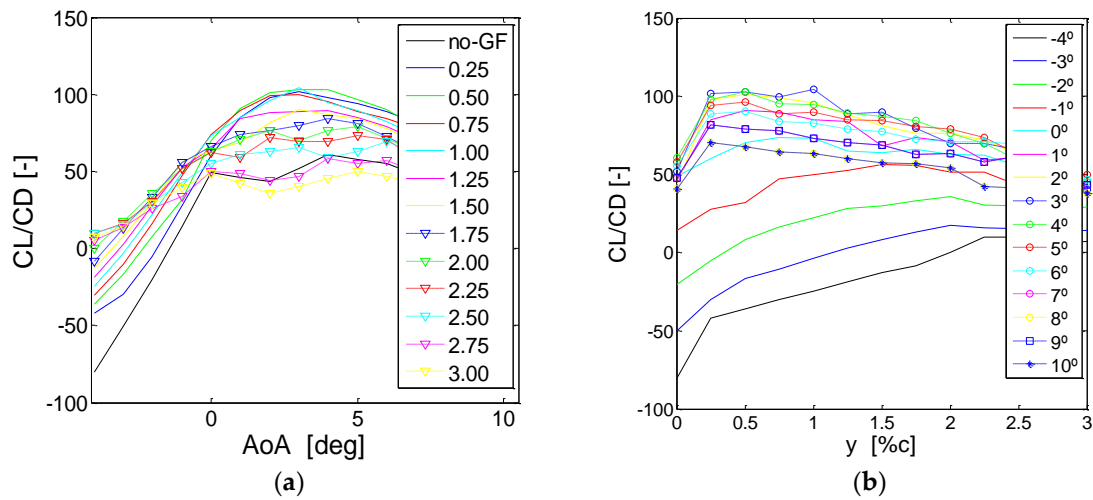 150
100
50
0
-50
-100
0
5
10
CL/CD [-]
AoA [deg]
no-GF
0.25
0.50
0.75
1.00
1.25
1.50
1.75
2.00
2.25
2.50
2.75
3.00
(a)
150
100
50
0
-50
-100
0
0.5
1
1.5
2
2.5
3
CL/CD [-]
y [%c]
-4º
-3º
-2º
-1º
0º
1º
2º
3º
4º
5º
6º
7º
8º
9º
10º
(b)